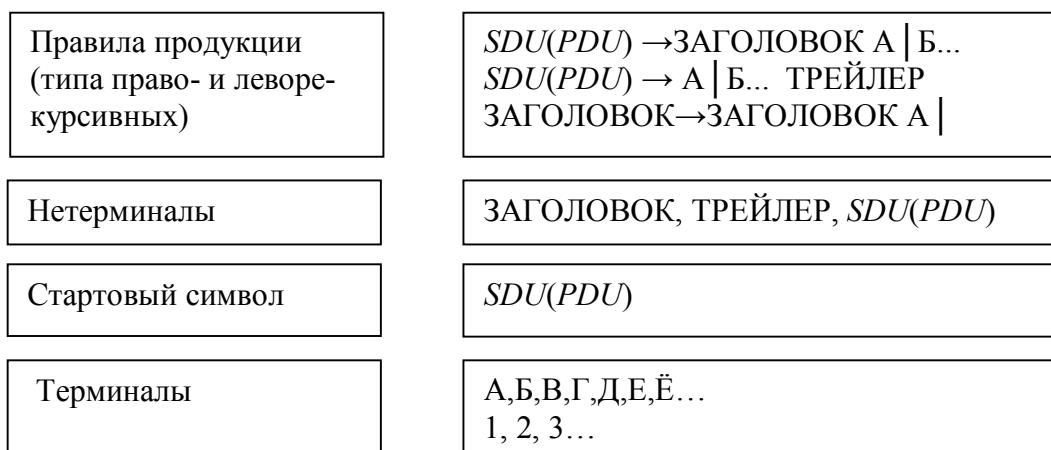 Правила продукции
(типа право- и леворе-
курсивных)
SDU(PDU) →ЗАГОЛОВОК А│Б...
SDU(PDU) → А│Б... ТРЕЙЛЕР
ЗАГОЛОВОК→ЗАГОЛОВОК А│
Нетерминалы
ЗАГОЛОВОК, ТРЕЙЛЕР, SDU(PDU)
Стартовый символ
SDU(PDU)
Терминалы
А,Б,В,Г,Д,Е,Ё…
1, 2, 3…